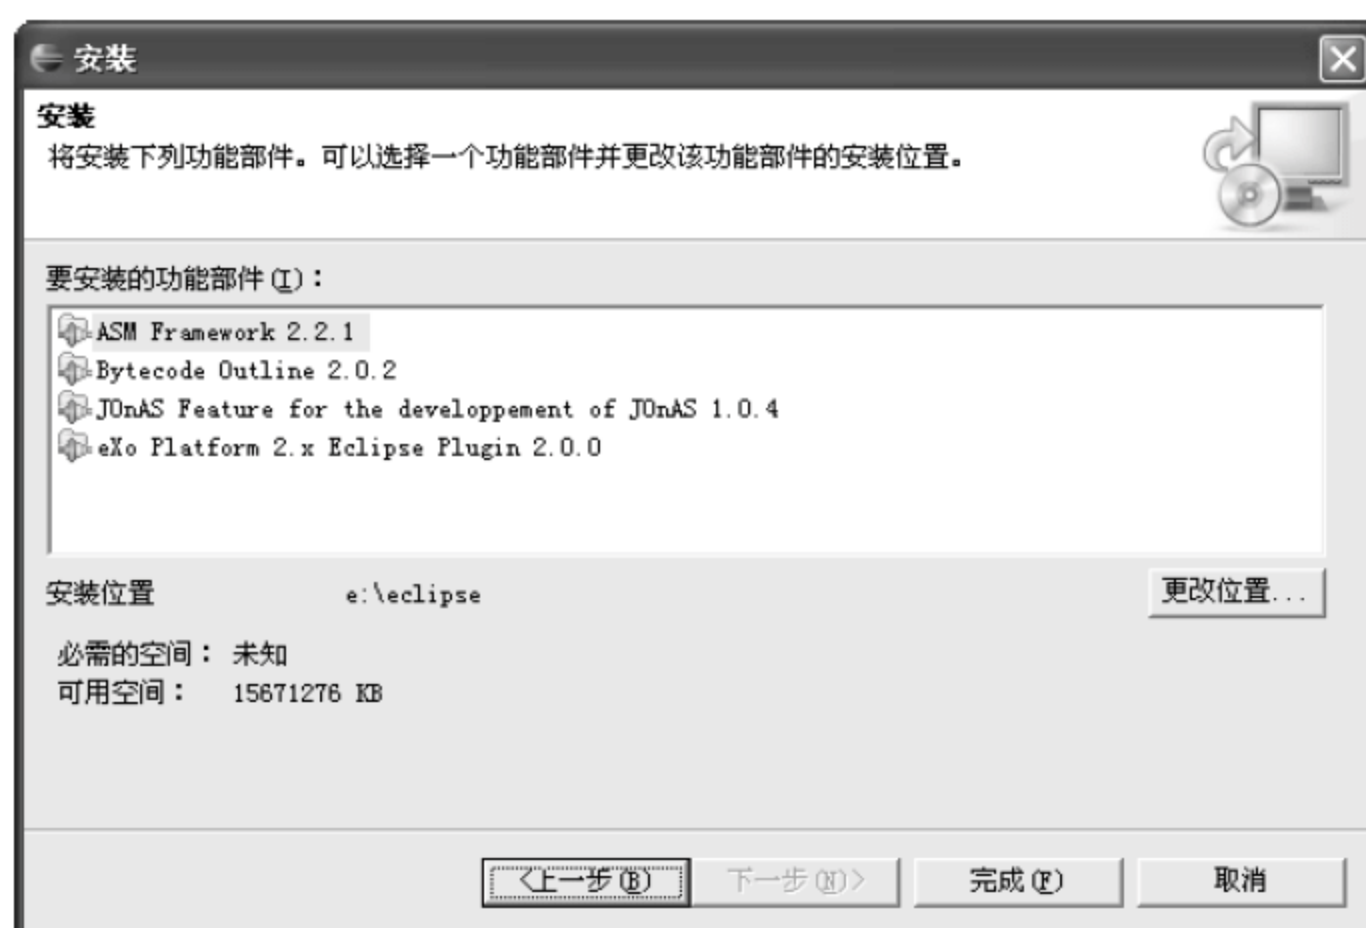 安装
安装
将安装下列功能部件。可以选择一个功能部件并更改该功能部件的安装位置。
要安装的功能部件(I)：
ASM Framework 2.2.1
Bytecode Outline 2.0.2
JOnAS Feature for the developpement of JOnAS 1.0.4
eXo Platform 2.x Eclipse Plugin 2.0.0
安装位置 e:\eclipse 更改位置...
必需的空间： 未知
可用空间： 15671276 KB
<上一步(B) 下一步(N)> 完成(F) 取消